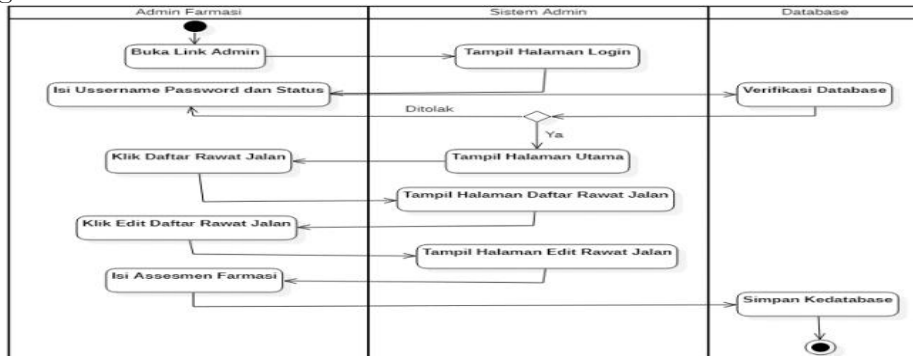 Admin Farmasi
Sistem Admin
Database
Buka Link Admin
Tampil Halaman Login
Isi Ussername Password dan Status
Verifikasi Database
Ditolak
Ya
Klik Daftar Rawat Jalan
Tampil Halaman Utama
Tampil Halaman Daftar Rawat Jalan
Klik Edit Daftar Rawat Jalan
Tampil Halaman Edit Rawat Jalan
Isi Assesmen Farmasi
Simpan Kedatabase